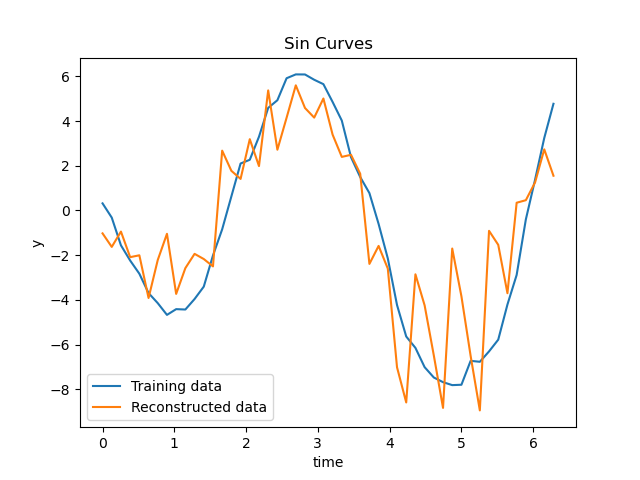 Sin Curves
y
6
4
2
0
−2
−4
−6
−8
Training data
Reconstructed data
0 1 2 3 4 5 6
time